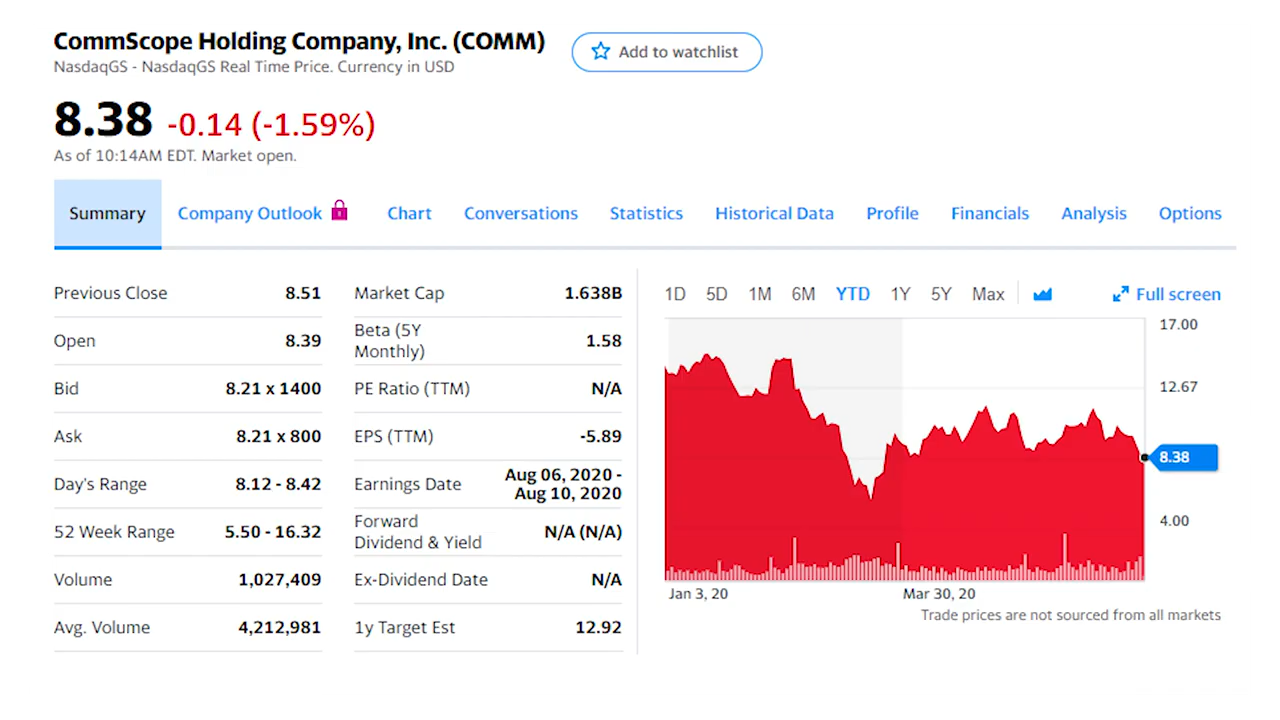 CommScope Holding Company, Inc. (COMM)
Add to watchlist
NasdaqGS - NasdaqGS Real Time Price. Currency in USD
8.38 -0.14 (-1.59%)
As of 10:14AM EDT. Market open.
Summary Company Outlook Chart Conversations Statistics Historical Data Profile Financials Analysis Options
Previous Close 8.51
Open 8.39
Bid 8.21 x 1400
Ask 8.21 x 800
Day's Range 8.12 - 8.42
52 Week Range 5.50 - 16.32
Volume 1,027,409
Avg. Volume 4,212,981
Market Cap 1.638B
Beta (5Y
Monthly) 1.58
PE Ratio (TTM) N/A
EPS (TTM) -5.89
Earnings Date Aug 06, 2020 -
Aug 10, 2020
Forward
Dividend & Yield N/A (N/A)
Ex-Dividend Date N/A
1y Target Est 12.92
1D 5D 1M 6M YTD 1Y 5Y Max Full screen
17.00
12.67
8.38
4.00
Jan 3, 20 Mar 30, 20
Trade prices are not sourced from all markets